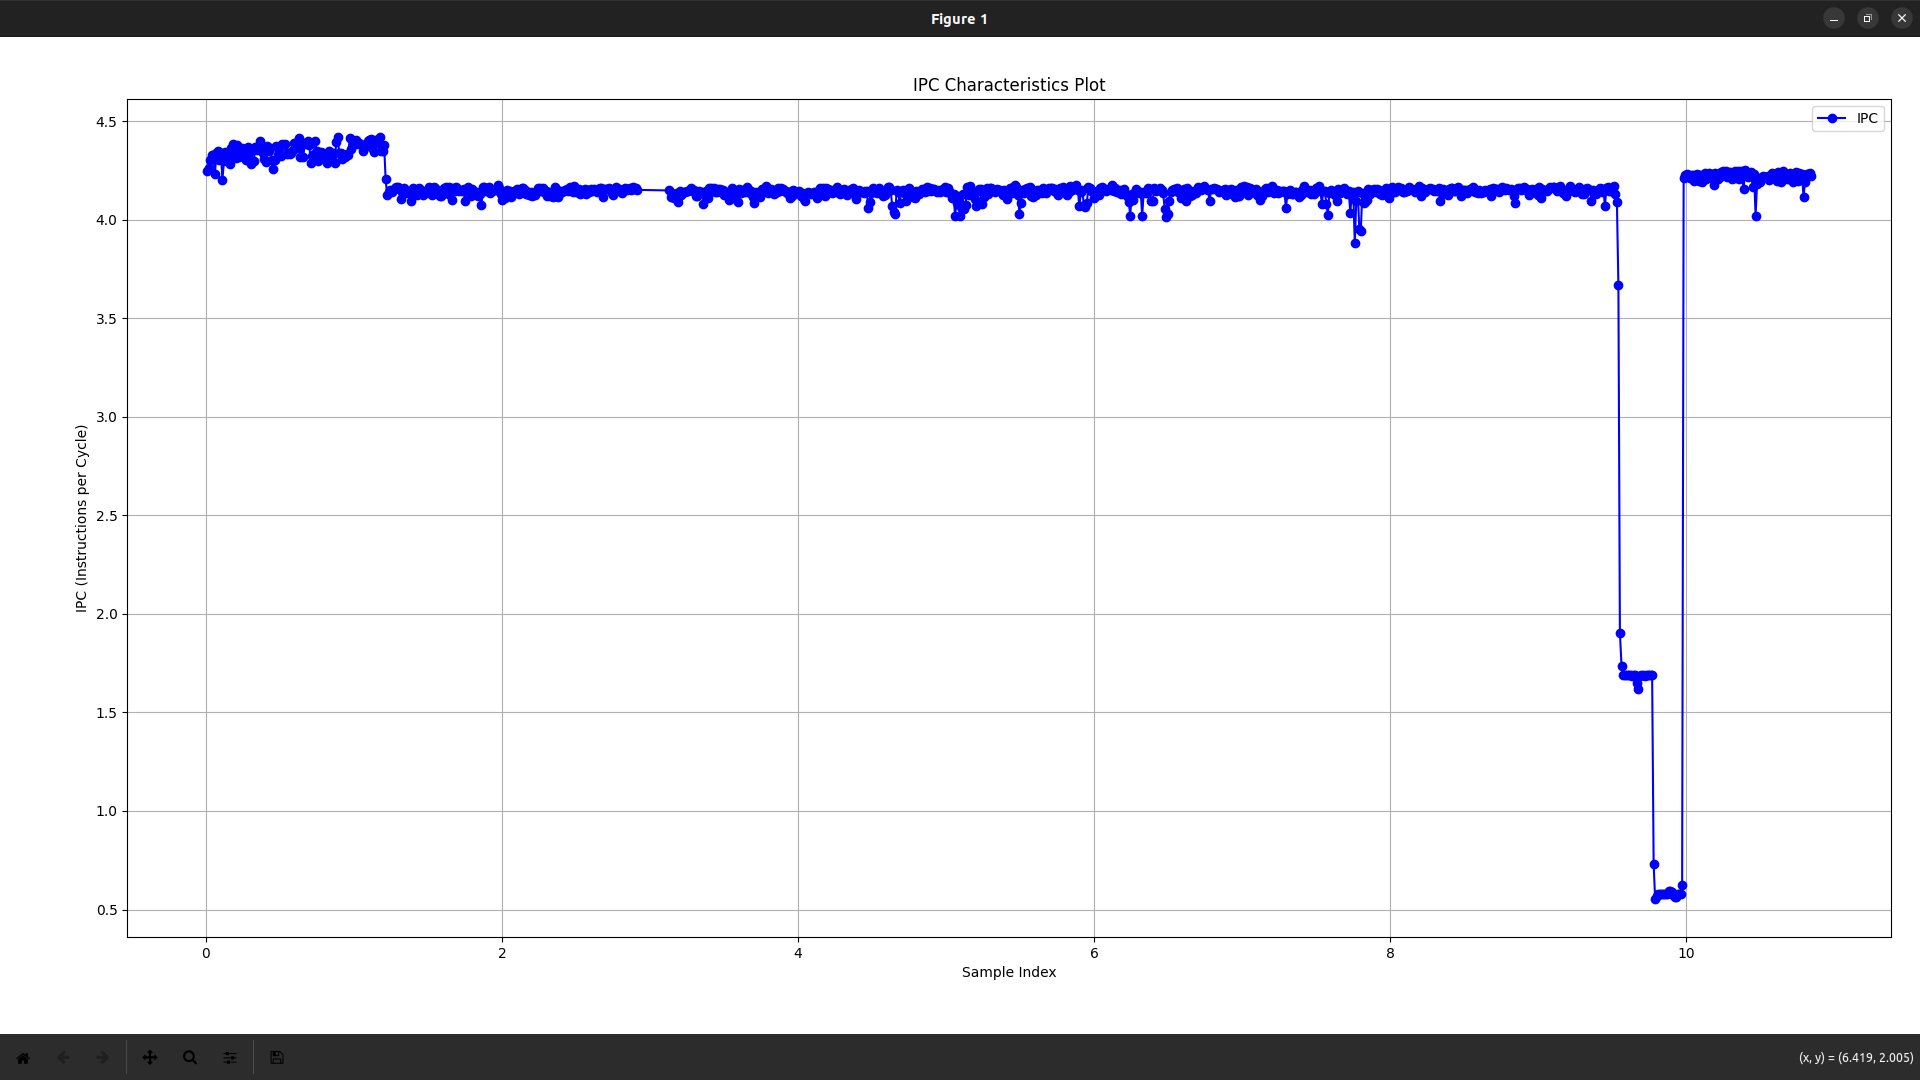 Figure 1
IPC Characteristics Plot
IPC
4.5
4.0
3.5
3.0
2.5
2.0
1.5
1.0
0.5
IPC (Instructions per Cycle)
0 2 4 6 8 10
Sample Index
(x, y) = (6.419, 2.005)